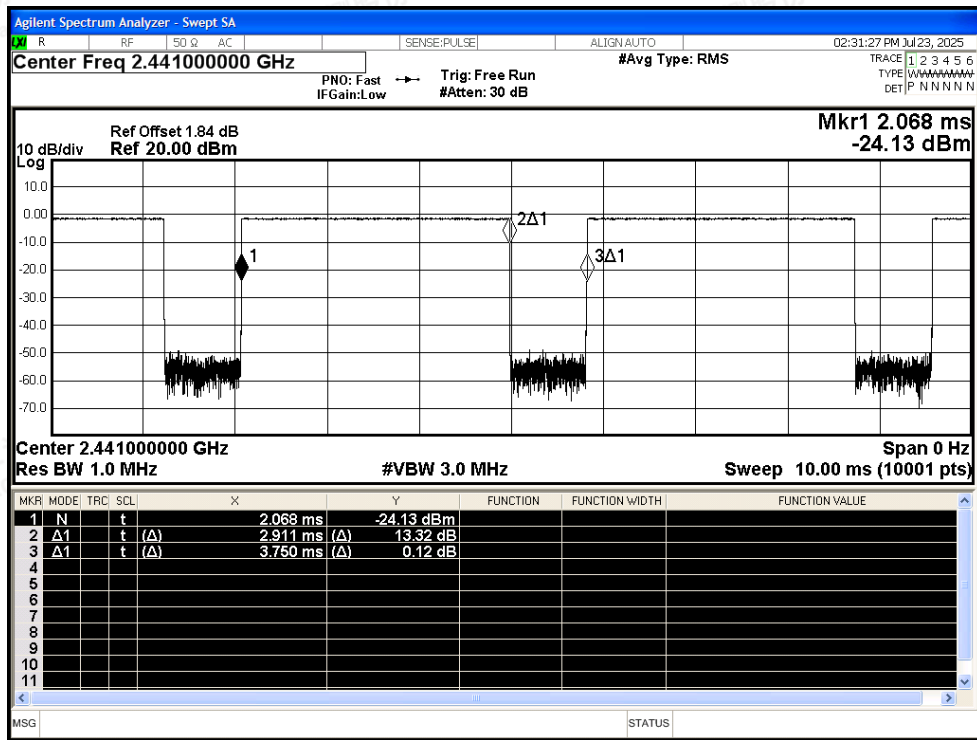 Agilent Spectrum Analyzer - Swept SA
LXI R RF 50 Ω AC SENSE:PULSE ALIGN AUTO 02:31:27 PM Jul 23, 2025
Center Freq 2.441000000 GHz #Avg Type: RMS TRACE 1 2 3 4 5 6
PNO: Fast Trig: Free Run TYPE WWWWWW
IFGain:Low #Atten: 30 dB DET P N N N N N
Mkr1 2.068 ms
Ref Offset 1.84 dB
10 dB/div Ref 20.00 dBm -24.13 dBm
Log
10.0
0.00
2Δ1
-10.0
1 3Δ1
-20.0
-30.0
-40.0
-50.0
-60.0
-70.0
Center 2.441000000 GHz Span 0 Hz
Res BW 1.0 MHz #VBW 3.0 MHz Sweep 10.00 ms (10001 pts)
MKR MODE TRC SCL X Y FUNCTION FUNCTION WIDTH FUNCTION VALUE
1 N t 2.068 ms -24.13 dBm
2 Δ1 t (Δ) 2.911 ms (Δ) 13.32 dB
3 Δ1 t (Δ) 3.750 ms (Δ) 0.12 dB
4
5
6
7
8
9
10
11
MSG STATUS